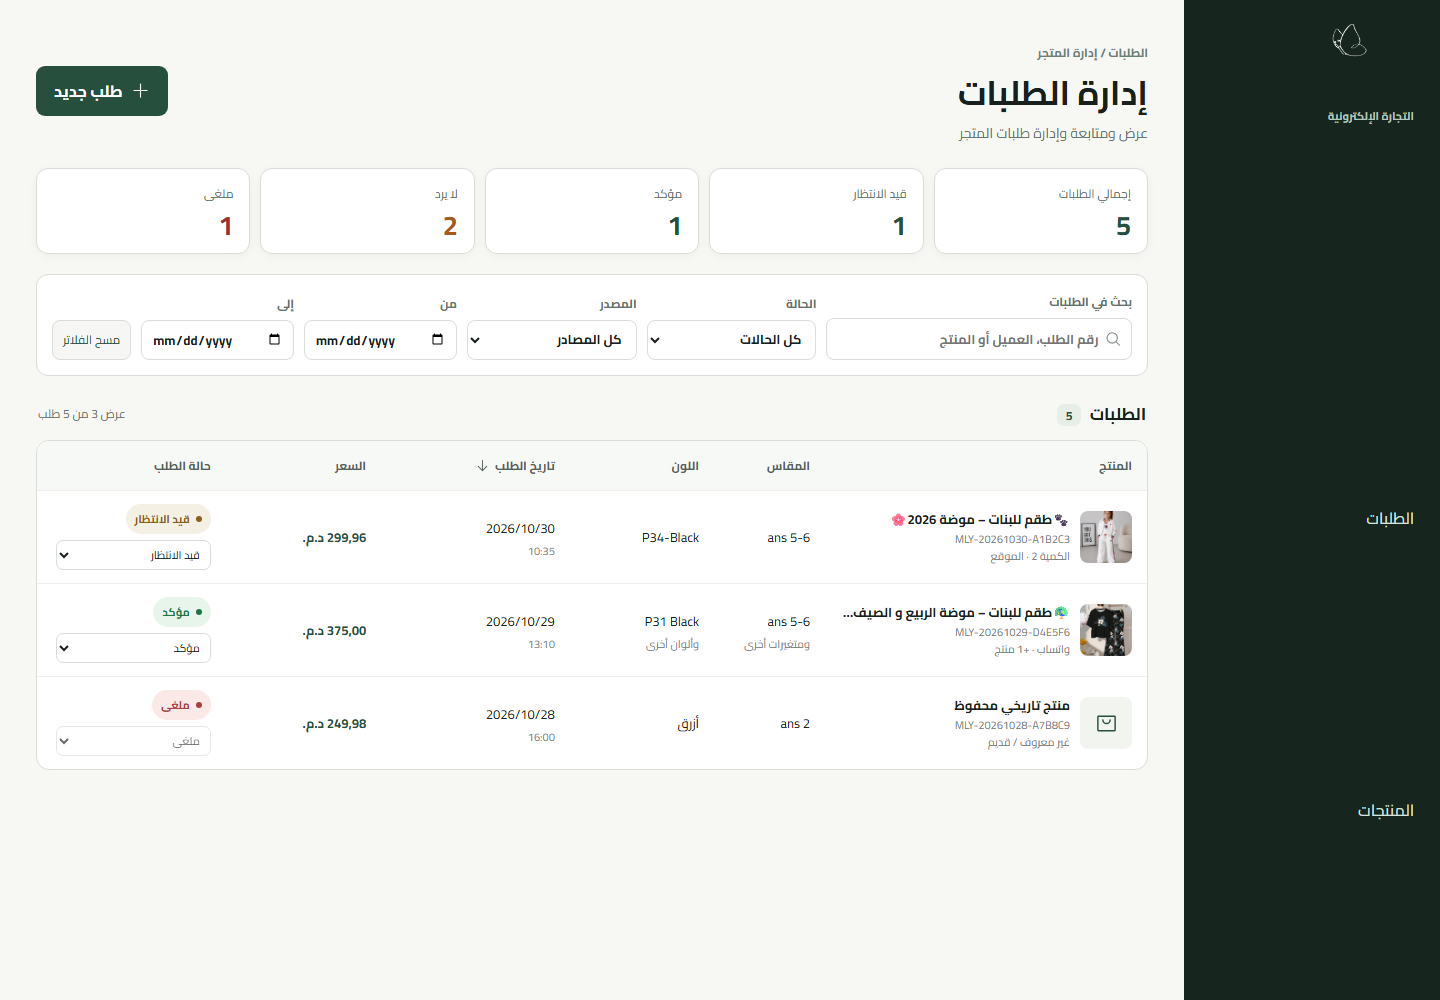 التجارة الإلكترونية
الطلبات
المنتجات
الطلبات / إدارة المتجر
إدارة الطلبات
عرض ومتابعة وإدارة طلبات المتجر
طلب جديد
إجمالي الطلبات
5
قيد الانتظار
1
مؤكد
1
لا يرد
2
ملغى
1
بحث في الطلبات
رقم الطلب، العميل أو المنتج
الحالة
كل الحالات
المصدر
كل المصادر
من
mm/dd/yyyy
إلى
mm/dd/yyyy
مسح الفلاتر
الطلبات 5
عرض 3 من 5 طلب
المنتج المقاس اللون تاريخ الطلب ↓ السعر حالة الطلب
🐾 طقم للبنات – موضة 2026 🌸
MLY-20261030-A1B2C3
الكمية 2 · الموقع
5-6 ans
P34-Black
2026/10/30
10:35
299,96 د.م.
قيد الانتظار
قيد الانتظار
🦚 طقم للبنات – موضة الربيع و الصيف...
MLY-20261029-D4E5F6
واتساب · +1 منتج
5-6 ans
ومتغيرات أخرى
P31 Black
وألوان أخرى
2026/10/29
13:10
375,00 د.م.
مؤكد
مؤكد
منتج تاريخي محفوظ
MLY-20261028-A7B8C9
غير معروف / قديم
2 ans
أزرق
2026/10/28
16:00
249,98 د.م.
ملغى
ملغى